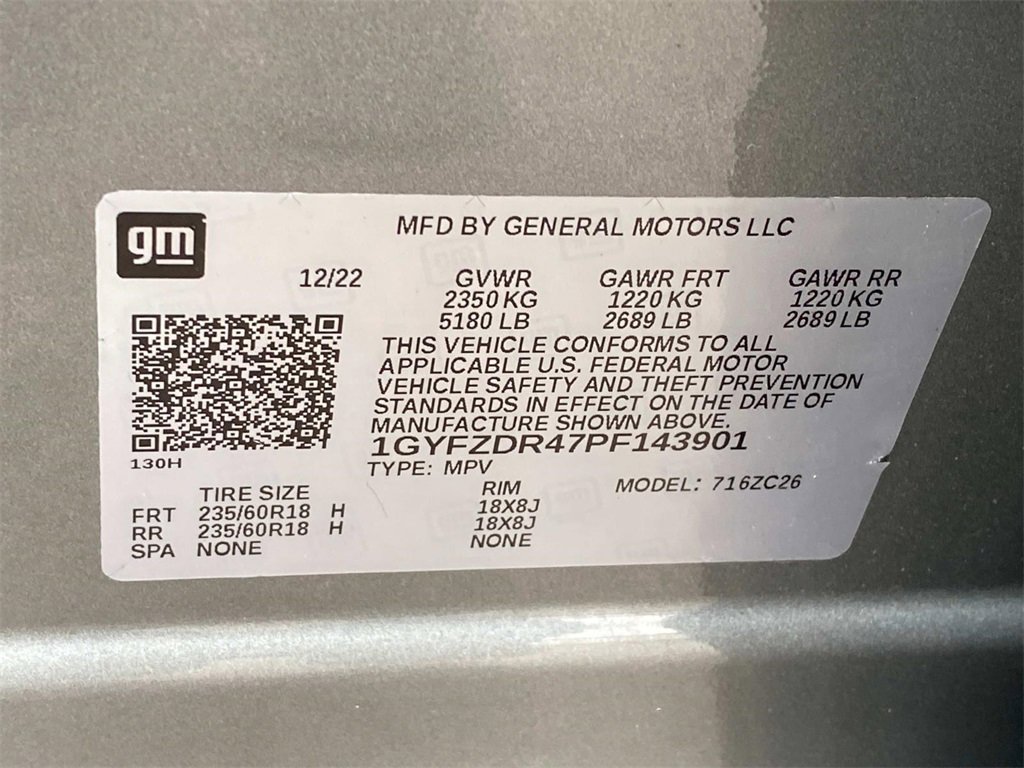 gm
MFD BY GENERAL MOTORS LLC
12/22 GVWR GAWR FRT GAWR RR
2350 KG 1220 KG 1220 KG
5180 LB 2689 LB 2689 LB
THIS VEHICLE CONFORMS TO ALL
APPLICABLE U.S. FEDERAL MOTOR
VEHICLE SAFETY AND THEFT PREVENTION
STANDARDS IN EFFECT ON THE DATE OF
MANUFACTURE SHOWN ABOVE.
1GYFZDR47PF143901
130H
TYPE: MPV
MODEL: 716ZC26
TIRE SIZE RIM
FRT 235/60R18 H 18X8J
RR 235/60R18 H 18X8J
SPA NONE NONE